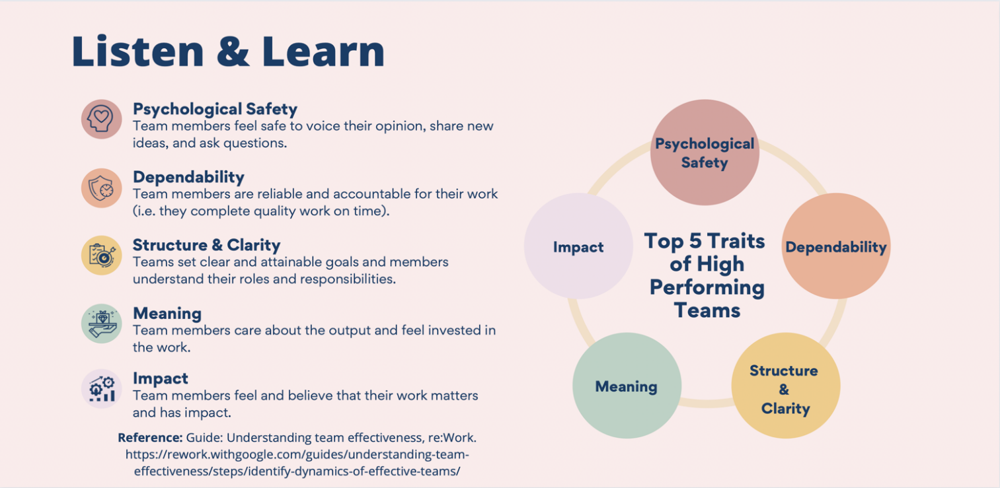 Listen & Learn
Psychological Safety
Team members feel safe to voice their opinion, share new
ideas, and ask questions.
Dependability
Team members are reliable and accountable for their work
(i.e. they complete quality work on time).
Structure & Clarity
Teams set clear and attainable goals and members
understand their roles and responsibilities.
Meaning
Team members care about the output and feel invested in
the work.
Impact
Team members feel and believe that their work matters
and has impact.
Reference: Guide: Understanding team effectiveness, re:Work.
https://rework.withgoogle.com/guides/understanding-team-
effectiveness/steps/identify-dynamics-of-effective-teams/
Psychological
Safety
Dependability
Structure
&
Clarity
Meaning
Impact
Top 5 Traits
of High
Performing
Teams